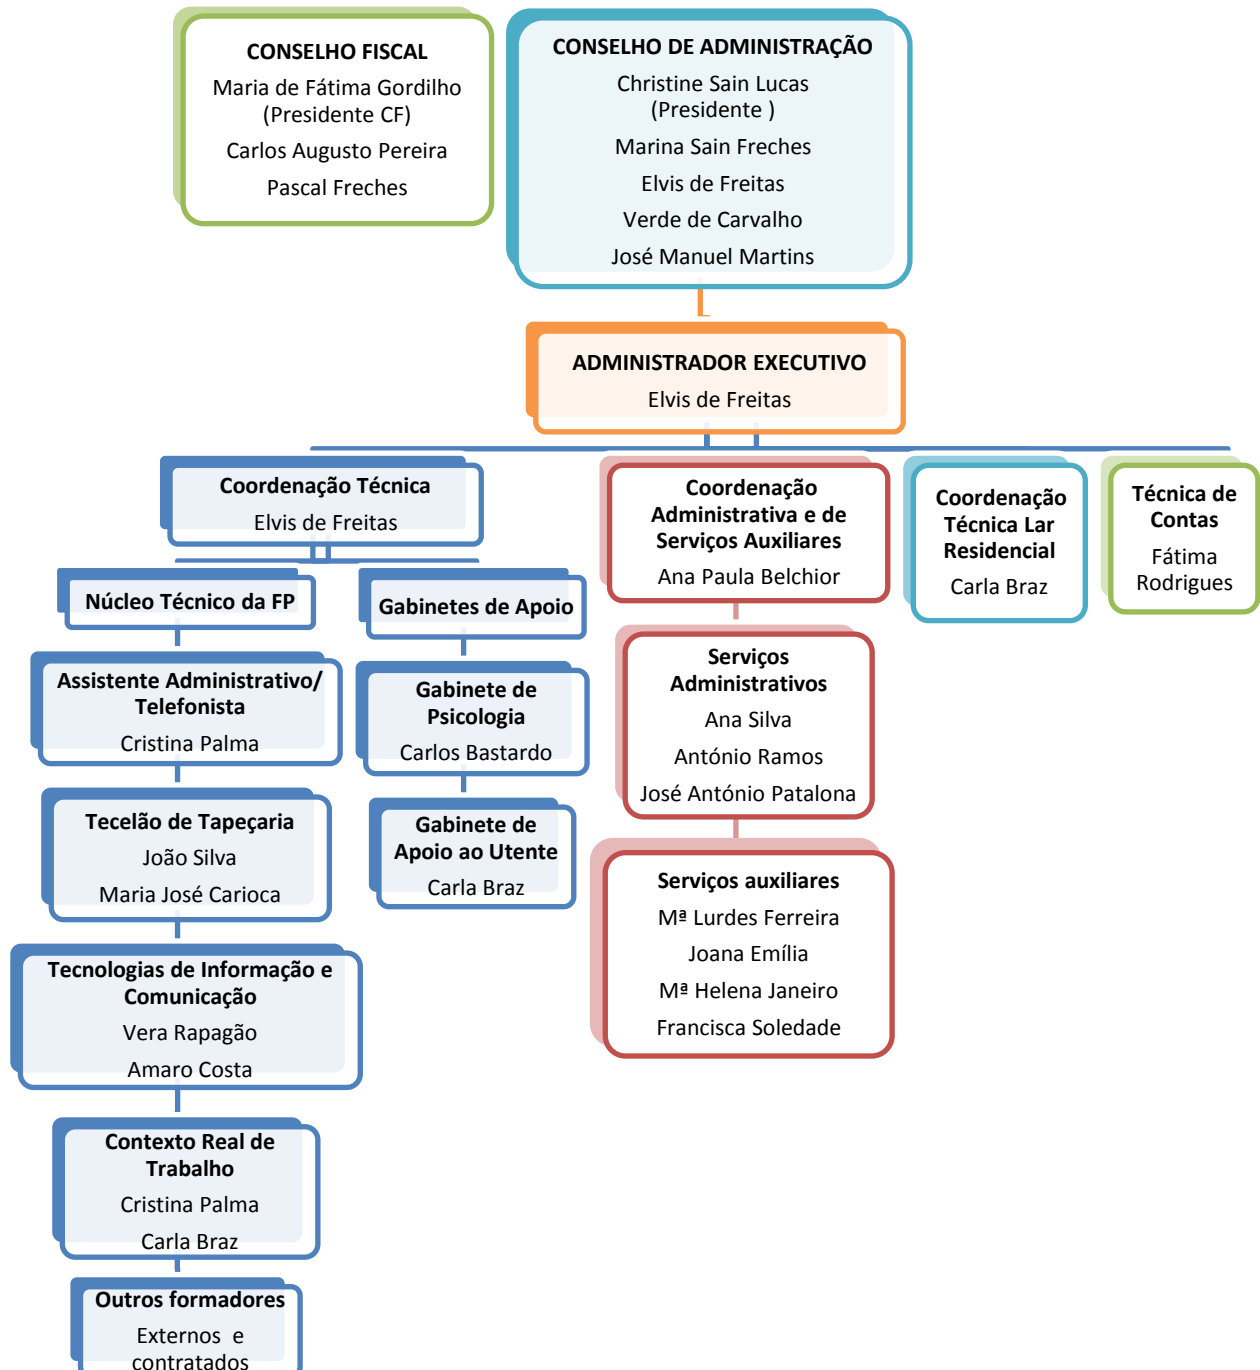 CONSELHO FISCAL
Maria de Fátima Gordilho
(Presidente CF)
Carlos Augusto Pereira
Pascal Freches
CONSELHO DE ADMINISTRAÇÃO
Christine Sain Lucas
(Presidente )
Marina Sain Freches
Elvis de Freitas
Verde de Carvalho
José Manuel Martins
ADMINISTRADOR EXECUTIVO
Elvis de Freitas
Coordenação Técnica
Elvis de Freitas
Núcleo Técnico da FP
Assistente Administrativo/
Telefonista
Cristina Palma
Tecelão de Tapeçaria
João Silva
Maria José Carioca
Tecnologias de Informação e
Comunicação
Vera Rapagão
Amaro Costa
Contexto Real de
Trabalho
Cristina Palma
Carla Braz
Outros formadores
Externos e
contratados
Gabinetes de Apoio
Gabinete de
Psicologia
Carlos Bastardo
Gabinete de
Apoio ao Utente
Carla Braz
Coordenação
Administrativa e de
Serviços Auxiliares
Ana Paula Belchior
Serviços
Administrativos
Ana Silva
António Ramos
José António Patalona
Serviços auxiliares
Mª Lurdes Ferreira
Joana Emília
Mª Helena Janeiro
Francisca Soledade
Coordenação
Técnica Lar
Residencial
Carla Braz
Técnica de
Contas
Fátima
Rodrigues